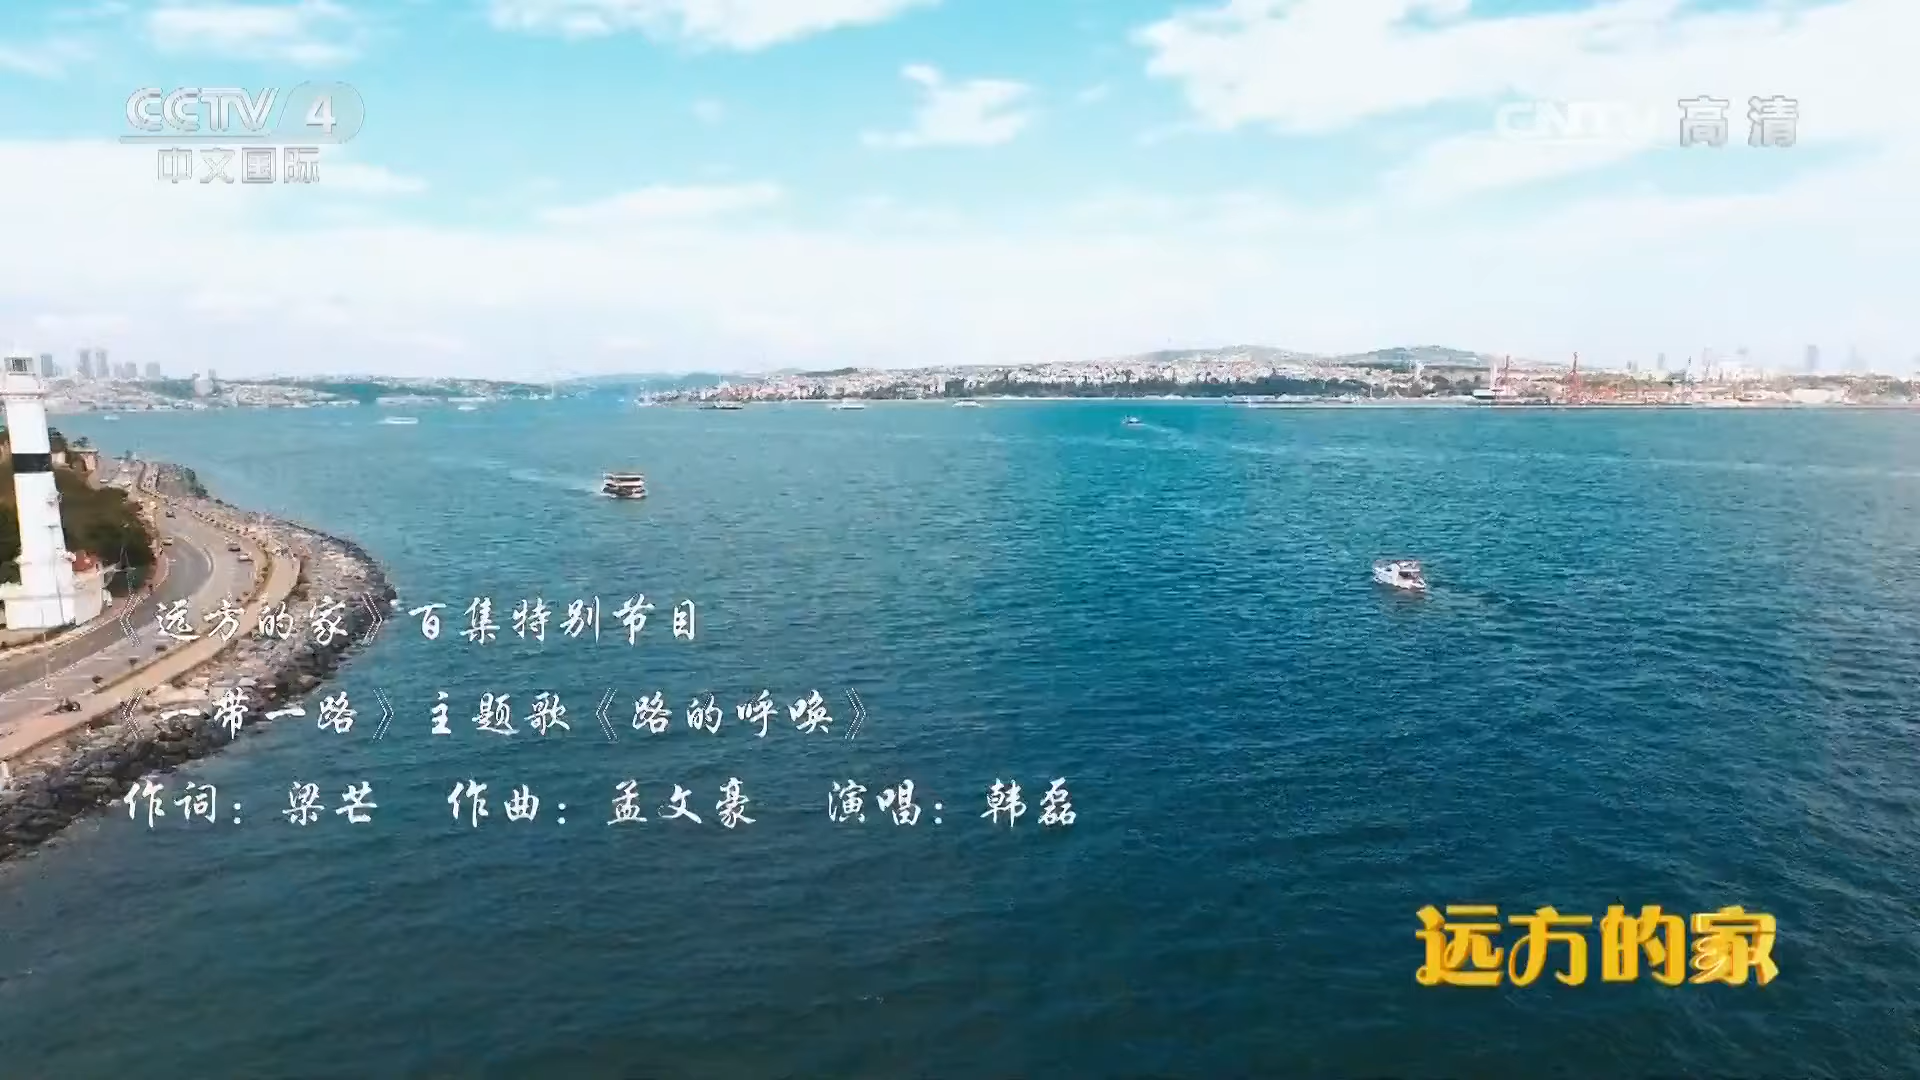 CCTV 4
中文国际
CNTV 高清
《远方的家》百集特别节目
《一带一路》主题歌《路的呼唤》
作词：梁芒 作曲：孟文豪 演唱：韩磊
远方的家